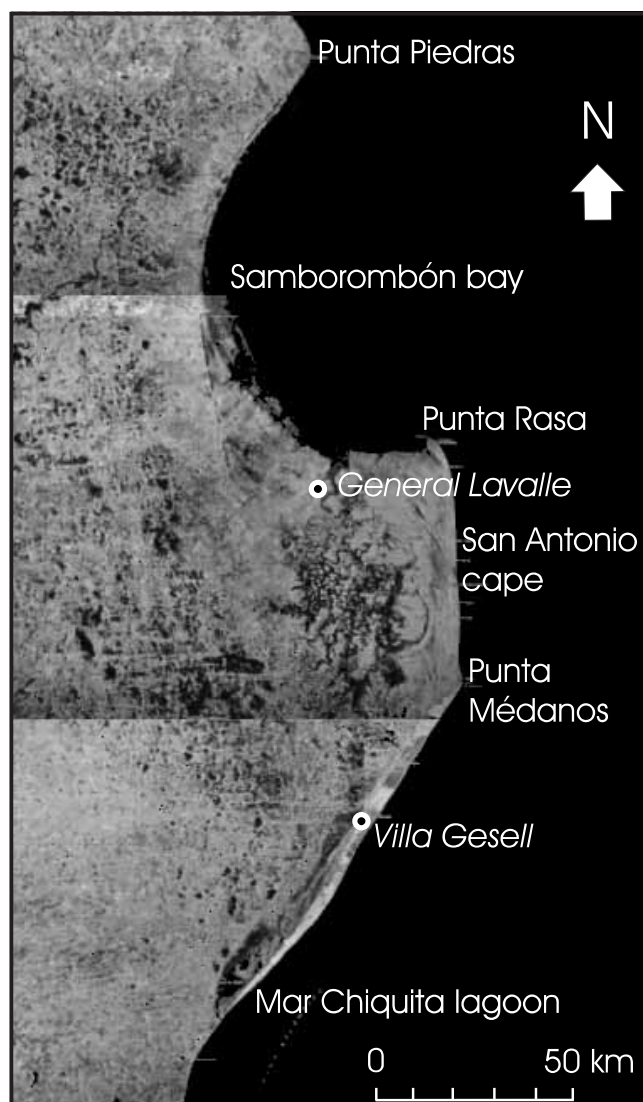 Punta Piedras
N
Samborombón bay
Punta Rasa
General Lavalle
San Antonio
cape
Punta
Médanos
Villa Gesell
Mar Chiquita lagoon
0 50 km